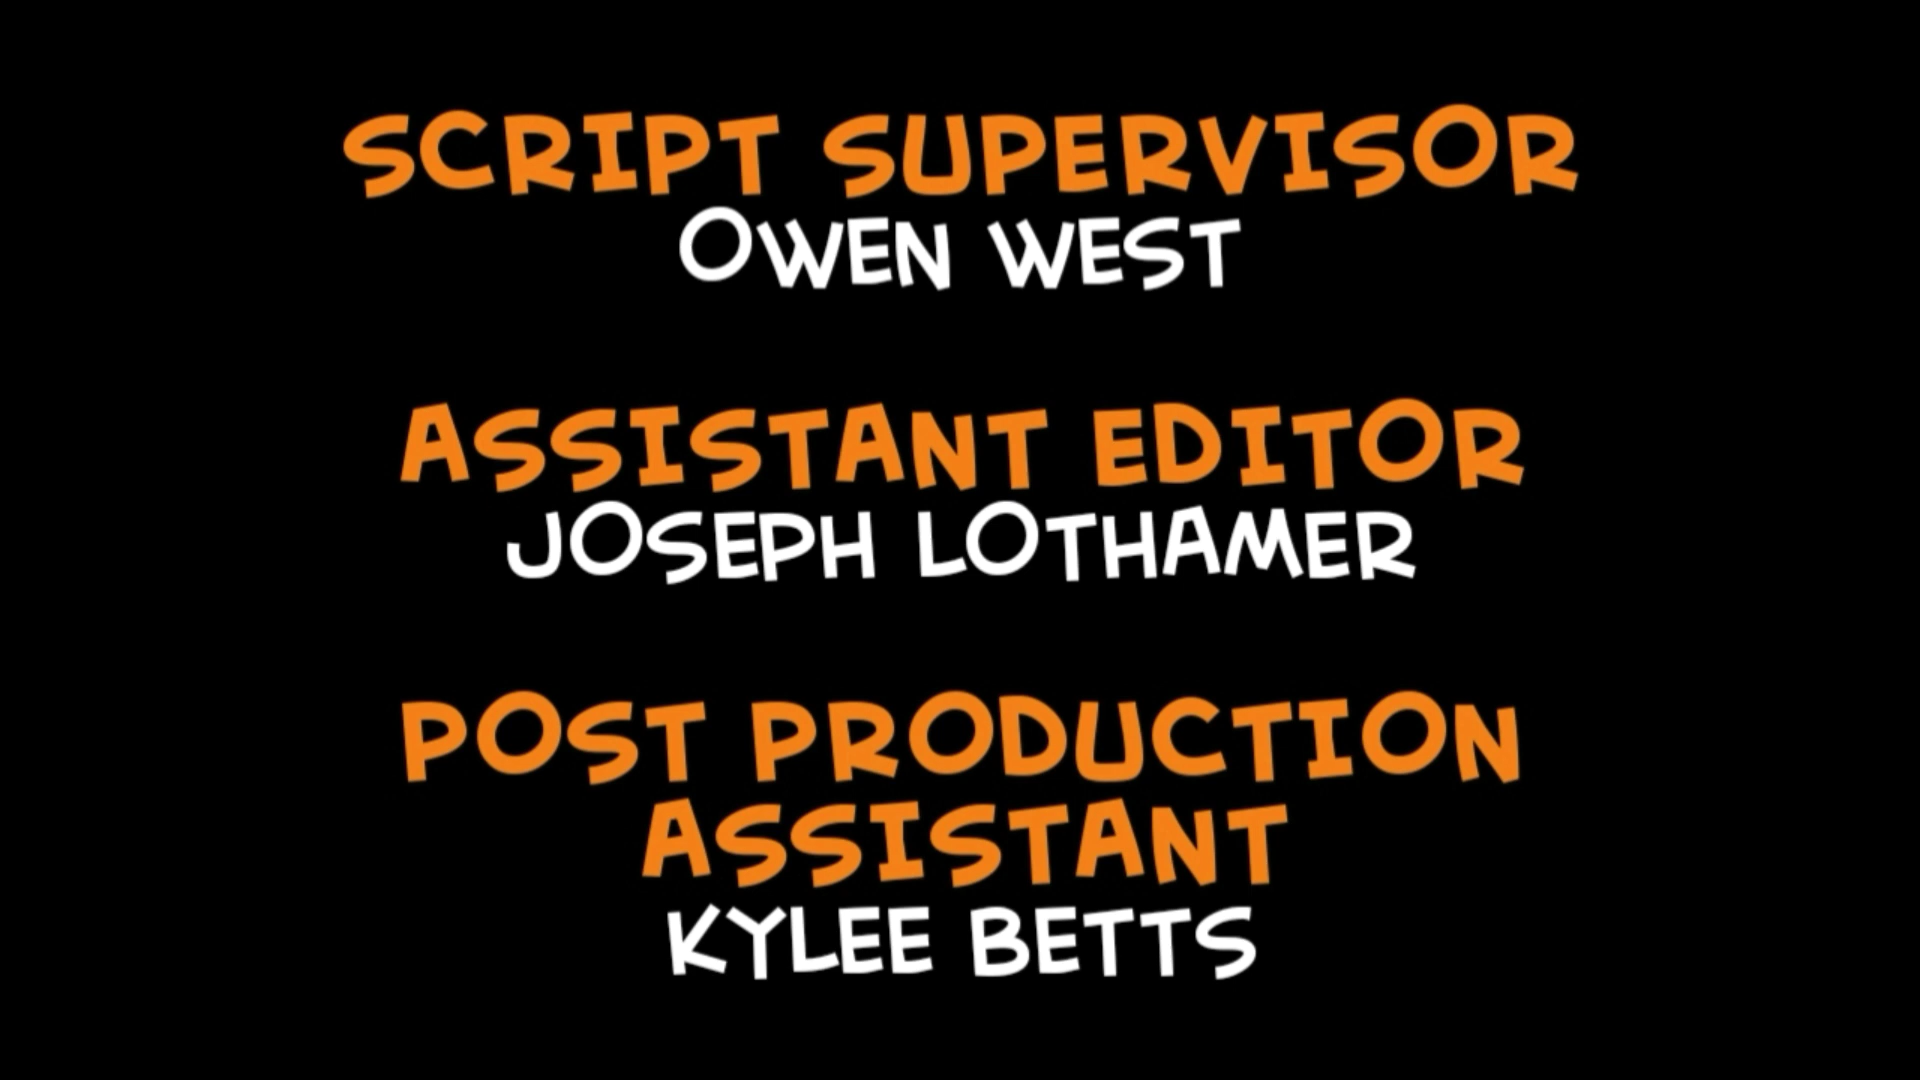 SCRIPT SUPERVISOR
OWEN WEST
ASSISTANT EDITOR
JOSEPH LOTHAMER
POST PRODUCTION
ASSISTANT
KYLEE BETTS